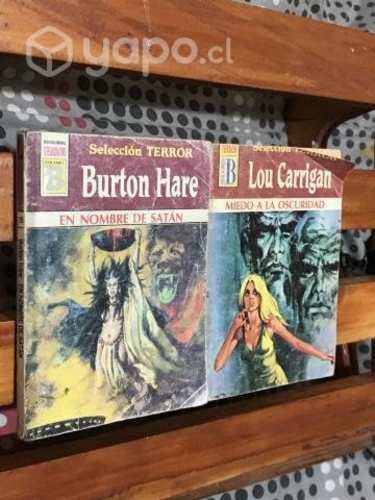 yapo.cl
Selección TERROR
Burton Hare
EN NOMBRE DE SATÁN
B
Lou Carrigan
MIEDO A LA OSCURIDAD